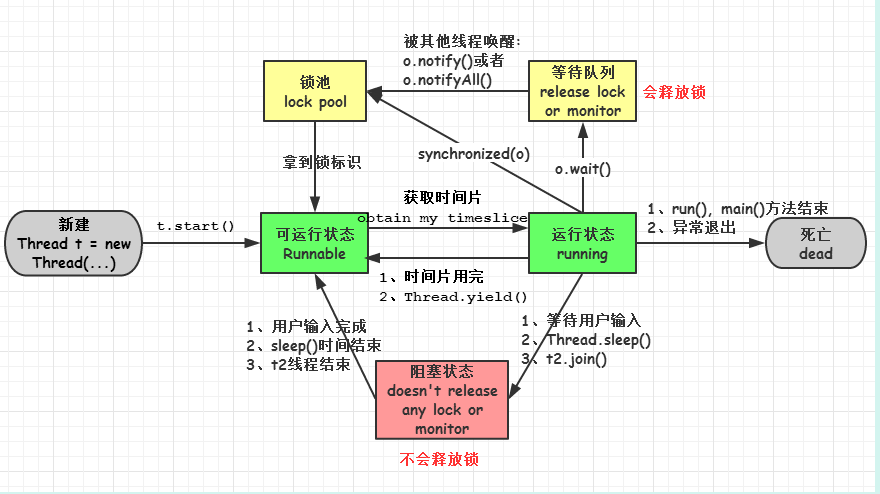 被其他线程唤醒：
o.notify()或者
o.notifyAll()
锁池
lock pool
等待队列
release lock
or monitor
会释放锁
拿到锁标识
synchronized(o)
o.wait()
新建
Thread t = new
Thread(...)
t.start()
可运行状态
Runnable
获取时间片
obtain my timeslice
运行状态
running
1、run(), main()方法结束
2、异常退出
死亡
dead
1、时间片用完
2、Thread.yield()
1、用户输入完成
2、sleep()时间结束
3、t2线程结束
1、等待用户输入
2、Thread.sleep()
3、t2.join()
阻塞状态
doesn't release
any lock or
monitor
不会释放锁